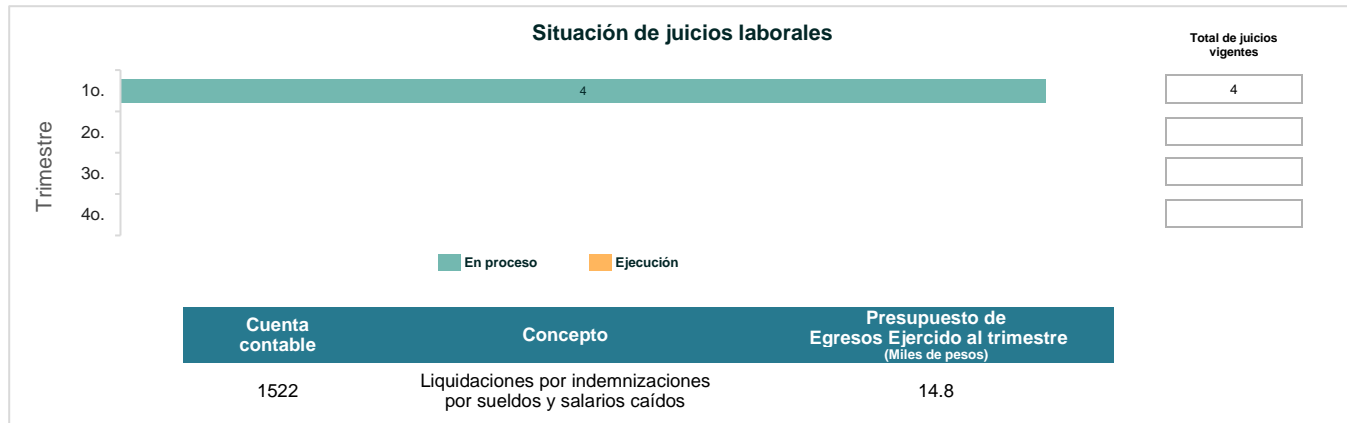 Situación de juicios laborales
Total de juicios
vigentes
Trimestre
1o.
4
4
2o.
3o.
4o.
En proceso
Ejecución
Cuenta
contable
Concepto
Presupuesto de
Egresos Ejercido al trimestre
(Miles de pesos)
1522
Liquidaciones por indemnizaciones
por sueldos y salarios caídos
14.8